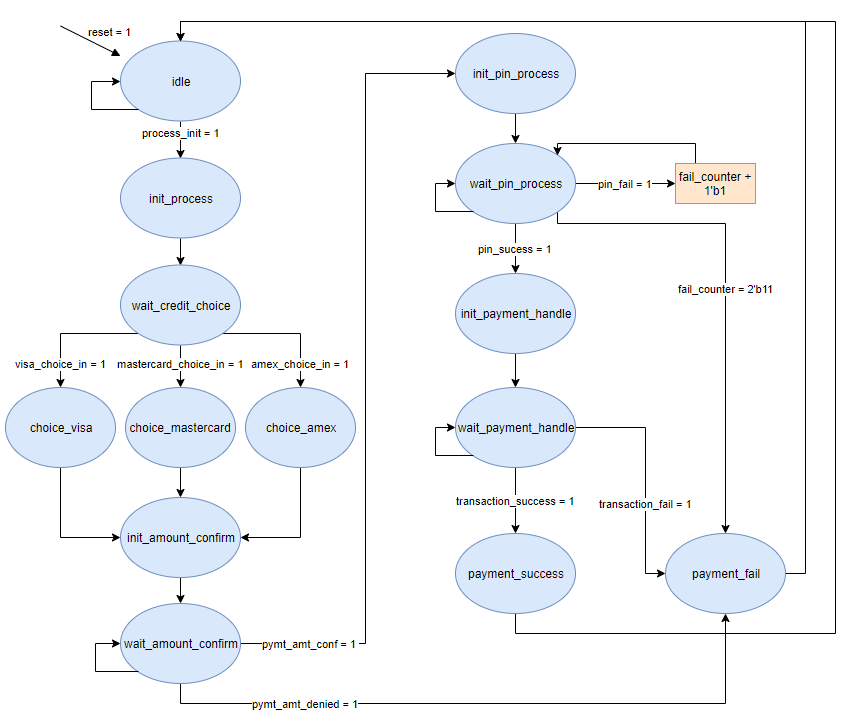 reset = 1
idle
process_init = 1
init_process
wait_credit_choice
visa_choice_in = 1
mastercard_choice_in = 1
amex_choice_in = 1
choice_visa
choice_mastercard
choice_amex
init_amount_confirm
wait_amount_confirm
pymt_amt_conf = 1
pymt_amt_denied = 1
init_pin_process
wait_pin_process
pin_fail = 1
fail_counter +
1'b1
pin_sucess = 1
fail_counter = 2'b11
init_payment_handle
wait_payment_handle
transaction_success = 1
transaction_fail = 1
payment_success
payment_fail